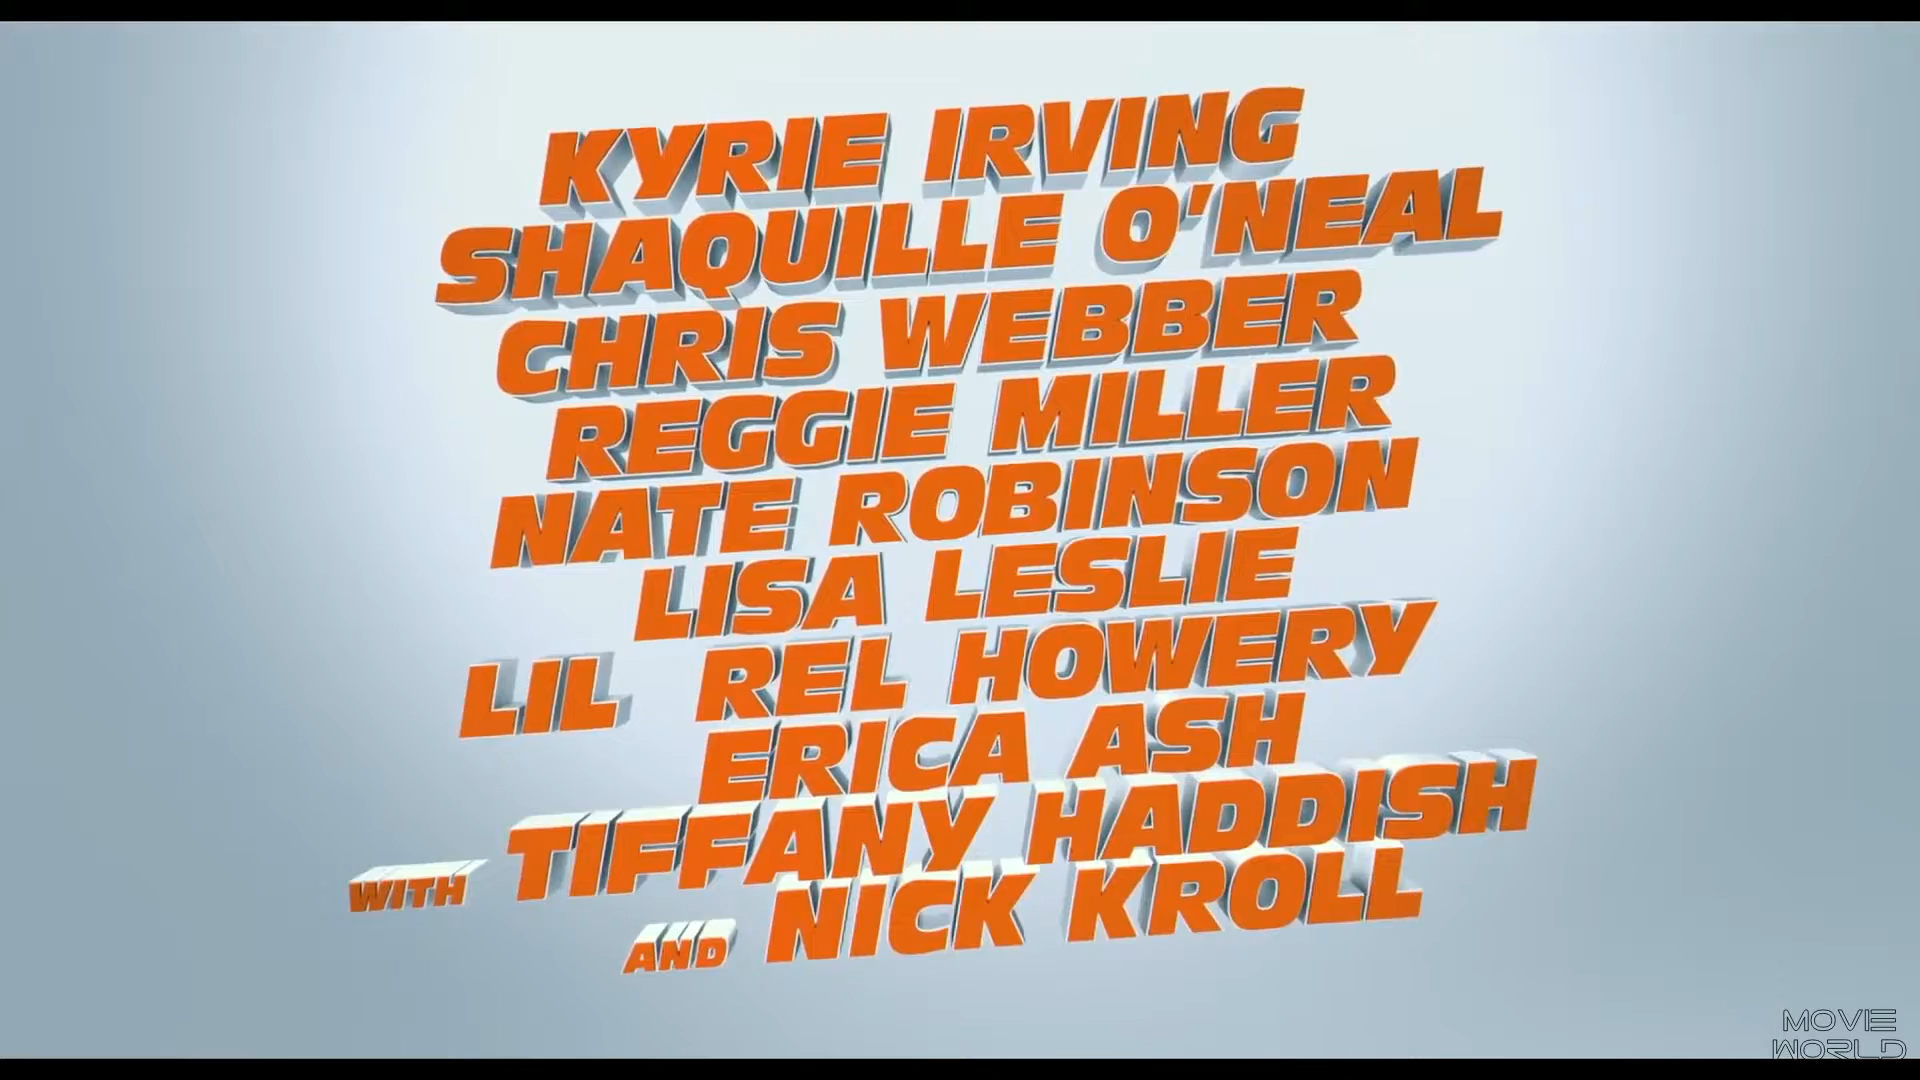 KYRIE IRVING
SHAQUILLE O'NEAL
CHRIS WEBBER
REGGIE MILLER
NATE ROBINSON
LISA LESLIE
LIL REL HOWERY
ERICA ASH
WITH TIFFANY HADDISH
AND NICK KROLL
MOVIE
WORLD